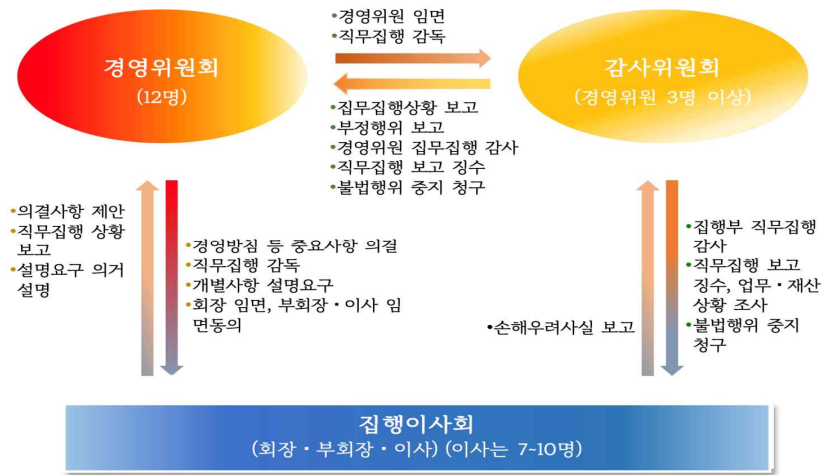 •경영위원 임면
•직무집행 감독
경영위원회
(12명)
감사위원회
(경영위원 3명 이상)
•집무집행상황 보고
•부정행위 보고
•경영위원 집무집행 감사
•직무집행 보고 징수
•불법행위 중지 청구
•의결사항 제안
•직무집행 상황
보고
•설명요구 의거
설명
•경영방침 등 중요사항 의결
•직무집행 감독
•개별사항 설명요구
•회장 임면, 부회장・이사 임
면동의
•손해우려사실 보고
•집행부 직무집행
감사
•직무집행 보고
징수, 업무・재산
상황 조사
•불법행위 중지
청구
집행이사회
(회장・부회장・이사) (이사는 7~10명)